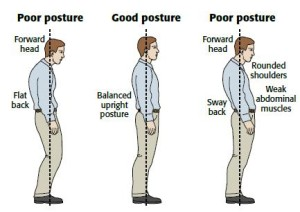 Poor posture
Good posture
Poor posture
Forward
head
Flat
back
Balanced
upright
posture
Forward
head
Rounded
shoulders
Weak
abdominal
muscles
Sway
back